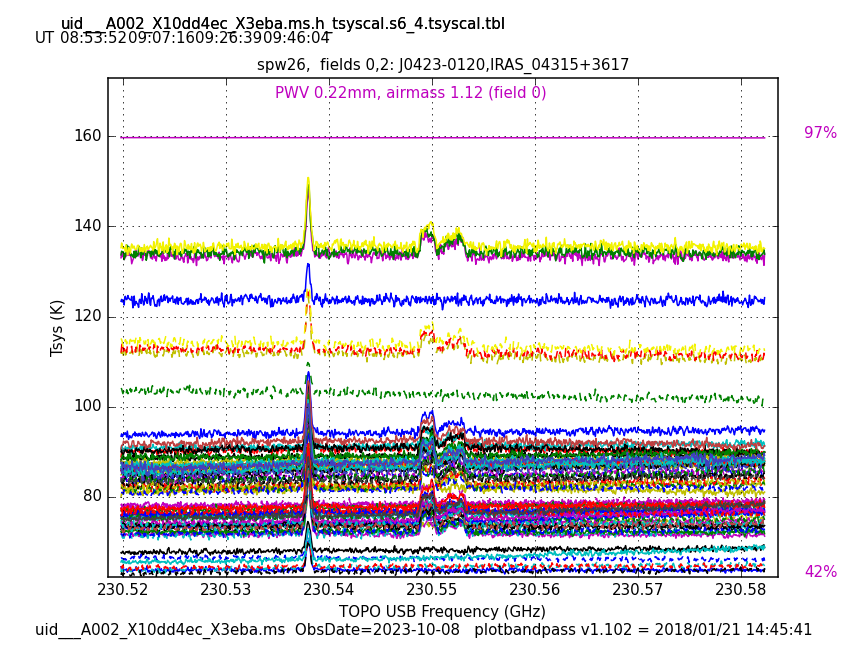 uid___A002_X10dd4ec_X3eba.ms.h_tsyscal.s6_4.tsyscal.tbl
UT 08:53:52 09:07:16 09:26:39 09:46:04
spw26, fields 0,2: J0423-0120,IRAS_04315+3617
PWV 0.22mm, airmass 1.12 (field 0)
97%
160
140
120
100
80
Tsys (K)
42%
230.52 230.53 230.54 230.55 230.56 230.57 230.58
TOPO USB Frequency (GHz)
uid___A002_X10dd4ec_X3eba.ms ObsDate=2023-10-08 plotbandpass v1.102 = 2018/01/21 14:45:41